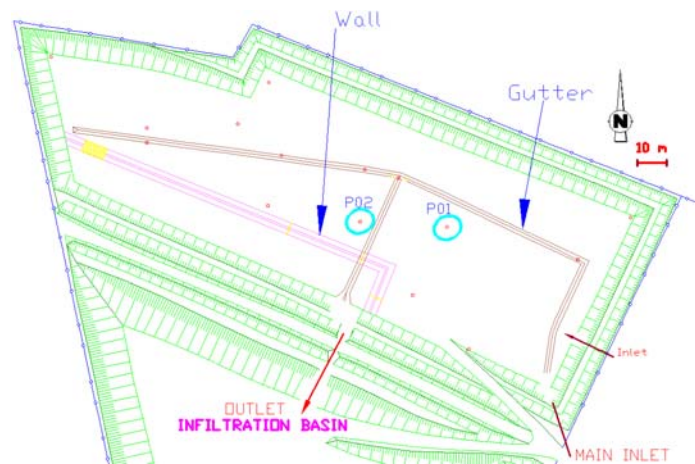 Wall
Gutter
N
10 m
P02
P01
Inlet
OUTLET
INFILTRATION BASIN
MAIN INLET